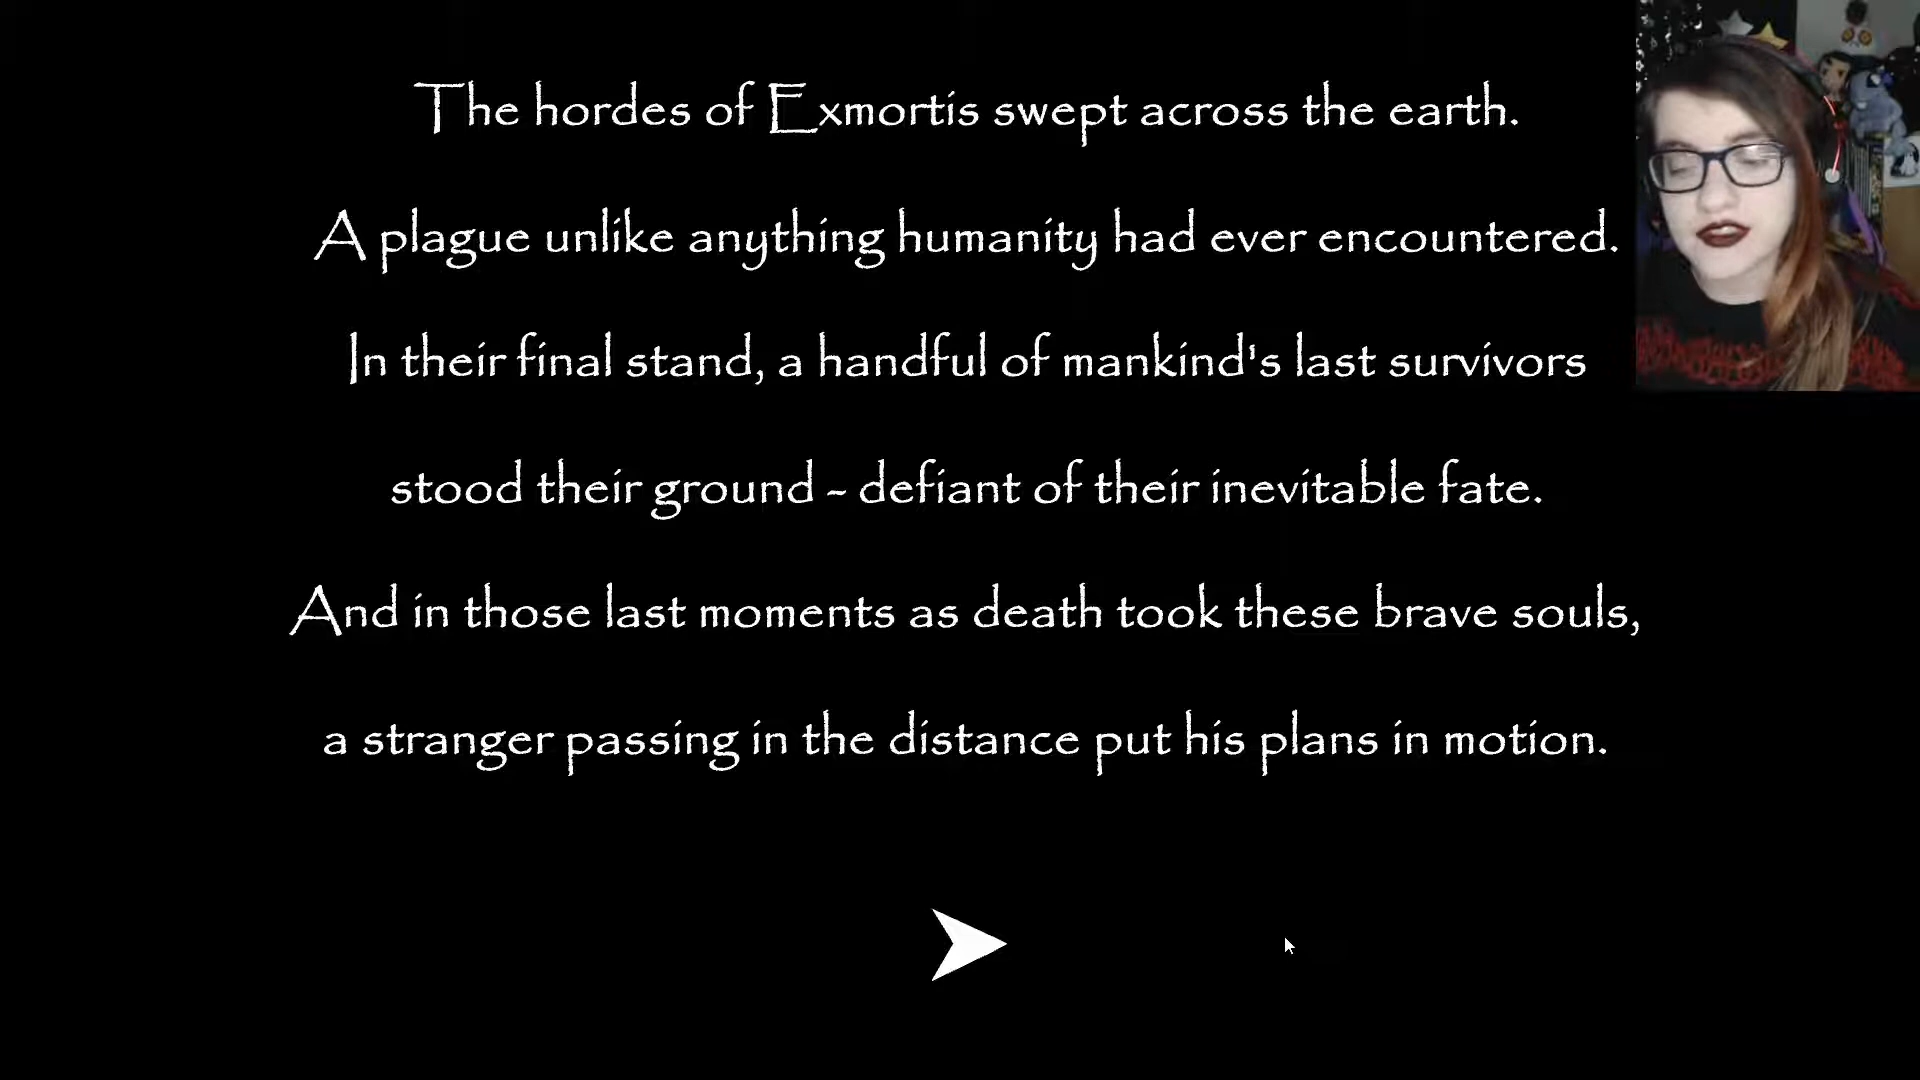 The hordes of Exmortis swept across the earth.
A plague unlike anything humanity had ever encountered.
In their final stand, a handful of mankind's last survivors
stood their ground - defiant of their inevitable fate.
And in those last moments as death took these brave souls,
a stranger passing in the distance put his plans in motion.